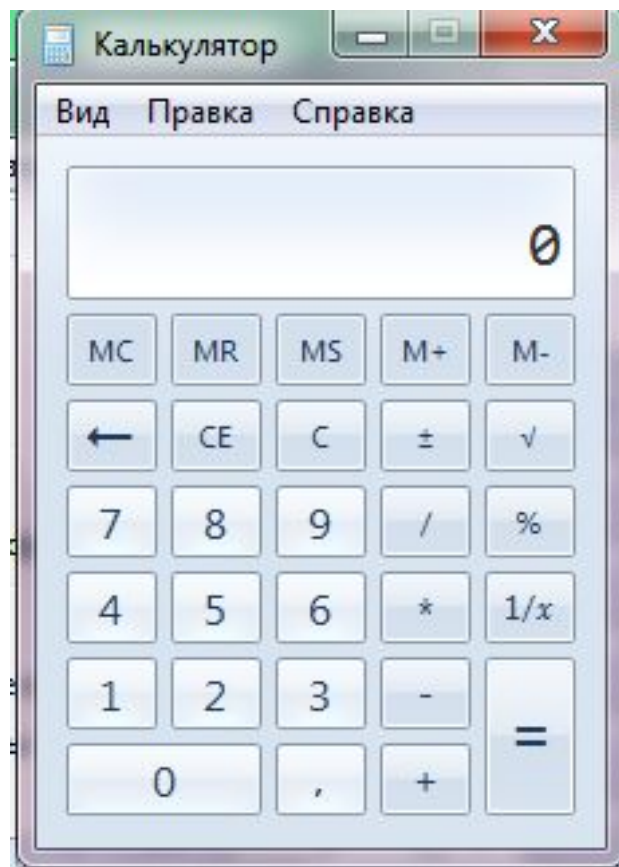 Калькулятор
Вид Правка Справка
0
MC MR MS M+ M-
← CE C ± √
7 8 9 / %
4 5 6 * 1/x
1 2 3 - =
0 , +